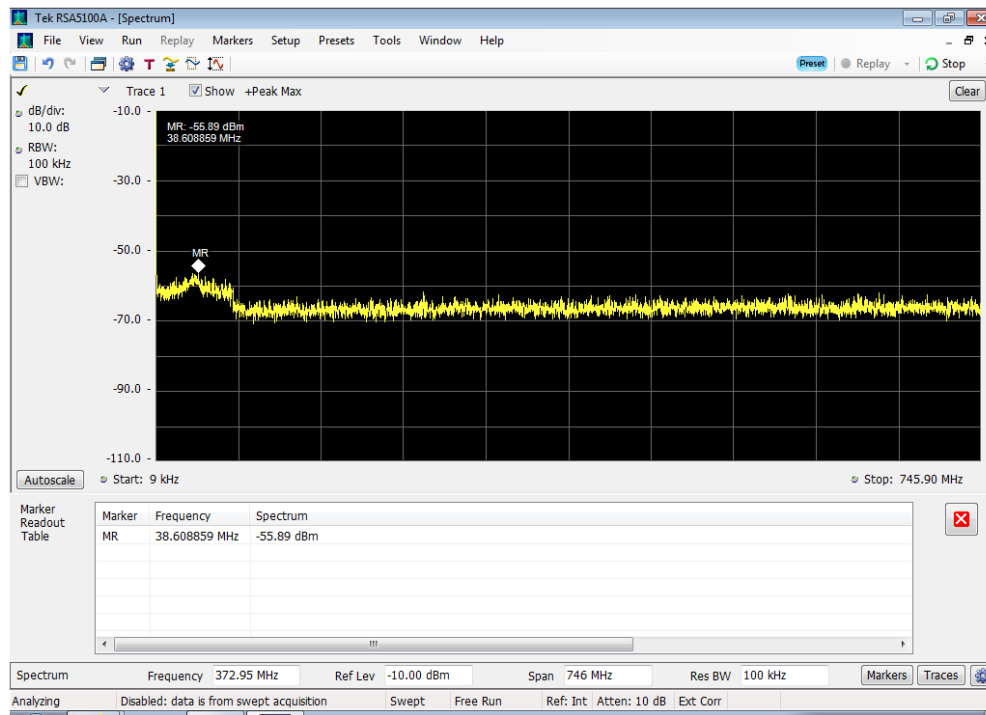 Tek RSA5100A - [Spectrum]
File View Run Replay Markers Setup Presets Tools Window Help
T Preset Replay Stop
Trace 1 Show +Peak Max Clear
dB/div:
10.0 dB
RBW:
100 kHz
VBW:
-10.0
-30.0
-50.0
-70.0
-90.0
-110.0
MR: -55.89 dBm
38.608859 MHz
MR
Autoscale Start: 9 kHz Stop: 745.90 MHz
Marker
Readout
Table
Marker Frequency Spectrum
MR 38.608859 MHz -55.89 dBm
Spectrum Frequency 372.95 MHz Ref Lev -10.00 dBm Span 746 MHz Res BW 100 kHz Markers Traces
Analyzing Disabled: data is from swept acquisition Swept Free Run Ref: Int Atten: 10 dB Ext Corr